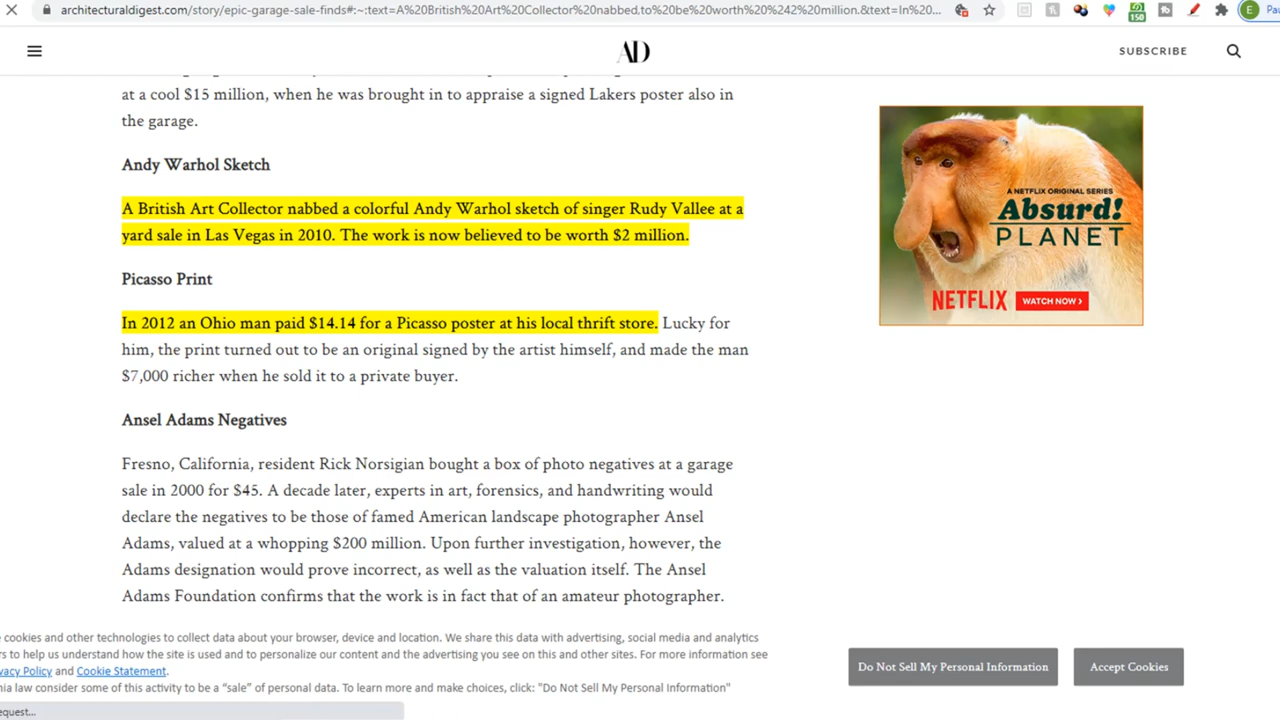 architecturaldigest.com/story/epic-garage-sale-finds#:~:text=A%20British%20Art%20Collector%20nabbed,to%20be%20worth%20%242%20million.&text=In%20...
150
E
Pau
AD
SUBSCRIBE
at a cool $15 million, when he was brought in to appraise a signed Lakers poster also in
the garage.
Andy Warhol Sketch
A British Art Collector nabbed a colorful Andy Warhol sketch of singer Rudy Vallee at a
yard sale in Las Vegas in 2010. The work is now believed to be worth $2 million.
Picasso Print
In 2012 an Ohio man paid $14.14 for a Picasso poster at his local thrift store. Lucky for
him, the print turned out to be an original signed by the artist himself, and made the man
$7,000 richer when he sold it to a private buyer.
Ansel Adams Negatives
Fresno, California, resident Rick Norsigian bought a box of photo negatives at a garage
sale in 2000 for $45. A decade later, experts in art, forensics, and handwriting would
declare the negatives to be those of famed American landscape photographer Ansel
Adams, valued at a whopping $200 million. Upon further investigation, however, the
Adams designation would prove incorrect, as well as the valuation itself. The Ansel
Adams Foundation confirms that the work is in fact that of an amateur photographer.
A NETFLIX ORIGINAL SERIES
Absurd!
PLANET
NETFLIX
WATCH NOW >
e cookies and other technologies to collect data about your browser, device and location. We share this data with advertising, social media and analytics
ers to help us understand how the site is used and to personalize our content and the advertising you see on this and other sites. For more information see
vacy Policy and Cookie Statement.
nia law consider some of this activity to be a “sale” of personal data. To learn more and make choices, click: "Do Not Sell My Personal Information"
Do Not Sell My Personal Information
Accept Cookies
equest...